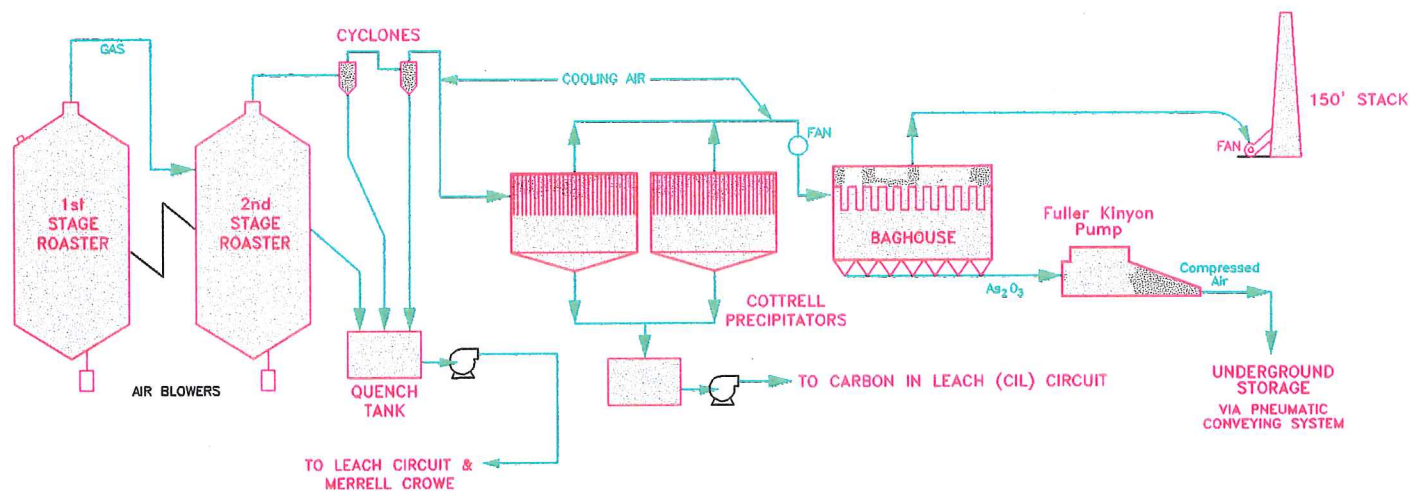 CYCLONES
GAS
COOLING AIR
150' STACK
FAN
FAN
1st
STAGE
ROASTER
2nd
STAGE
ROASTER
BAGHOUSE
Fuller Kinyon
Pump
Compressed
Air
As₂O₃
COTTRELL
PRECIPITATORS
AIR BLOWERS
QUENCH
TANK
TO CARBON IN LEACH (CIL) CIRCUIT
UNDERGROUND
STORAGE
VIA PNEUMATIC
CONVEYING SYSTEM
TO LEACH CIRCUIT &
MERRELL CROWE